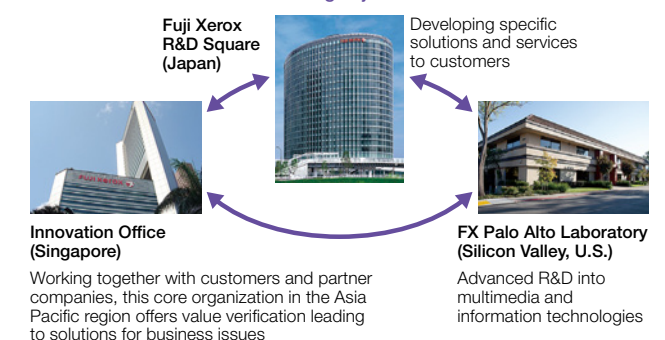 Fuji Xerox
R&D Square
(Japan)
Developing specific
solutions and services
to customers
FUJI XEROX
Innovation Office
(Singapore)
Working together with customers and partner
companies, this core organization in the Asia
Pacific region offers value verification leading
to solutions for business issues
FX Palo Alto Laboratory
(Silicon Valley, U.S.)
Advanced R&D into
multimedia and
information technologies